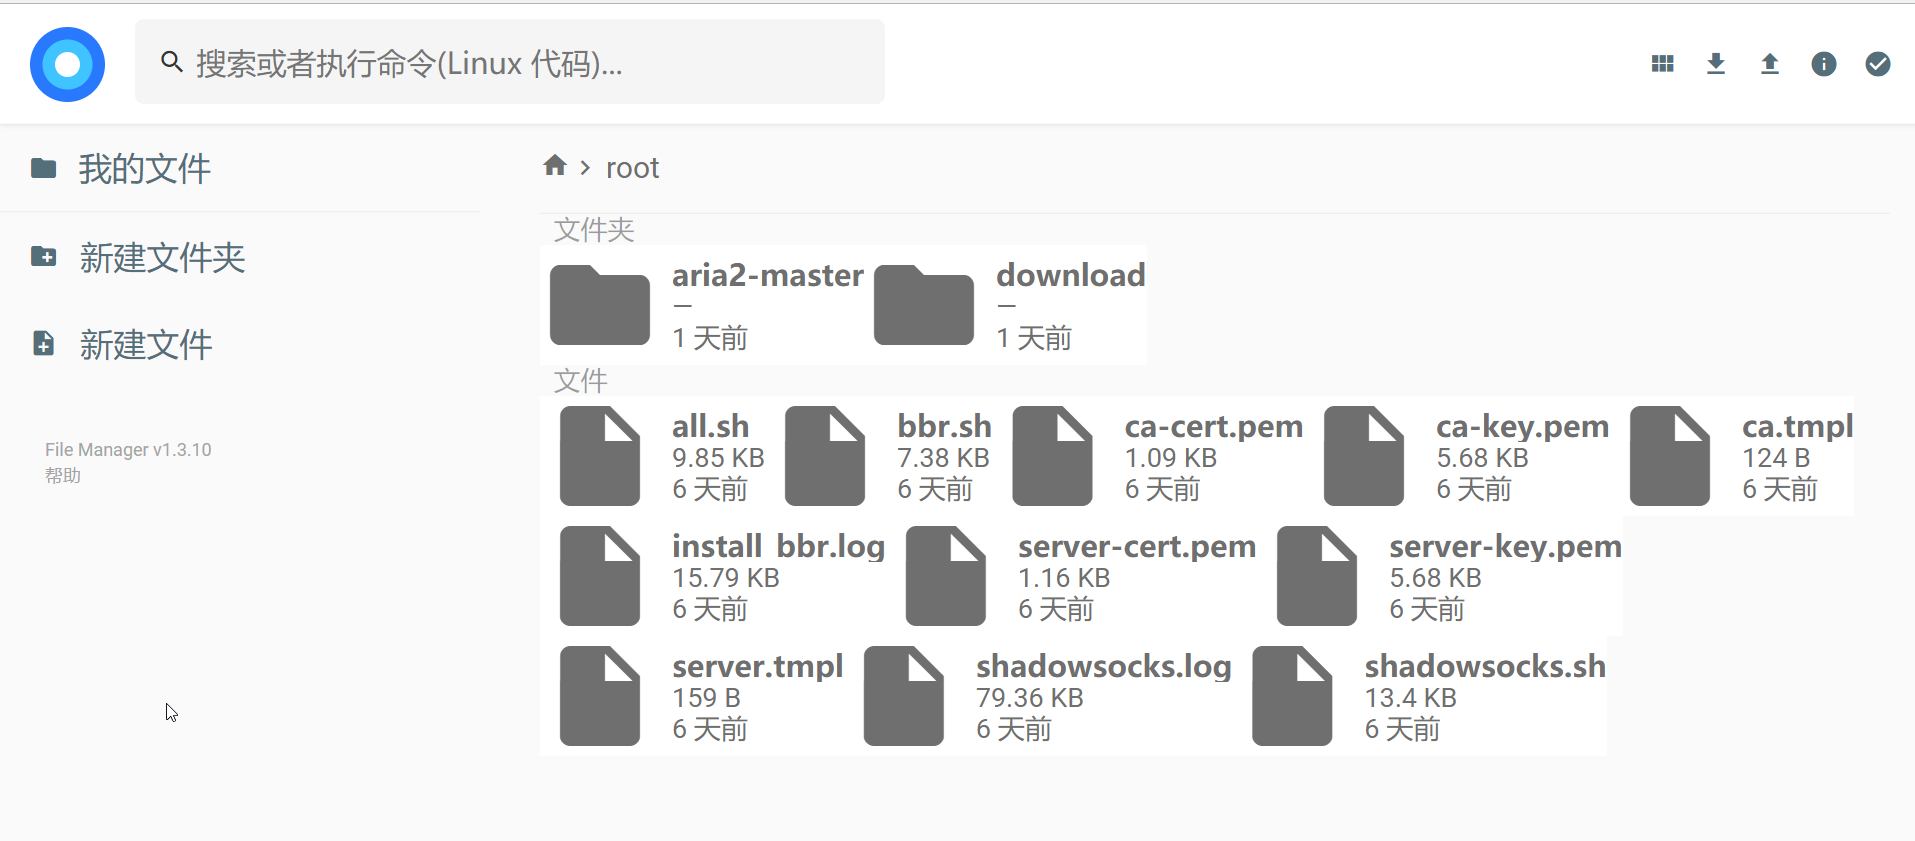 搜索或者执行命令(Linux 代码)...
我的文件
新建文件夹
新建文件
File Manager v1.3.10
帮助
root
文件夹
aria2-master
—
1 天前
download
—
1 天前
文件
all.sh
9.85 KB
6 天前
bbr.sh
7.38 KB
6 天前
ca-cert.pem
1.09 KB
6 天前
ca-key.pem
5.68 KB
6 天前
ca.tmpl
124 B
6 天前
install_bbr.log
15.79 KB
6 天前
server-cert.pem
1.16 KB
6 天前
server-key.pem
5.68 KB
6 天前
server.tmpl
159 B
6 天前
shadowsocks.log
79.36 KB
6 天前
shadowsocks.sh
13.4 KB
6 天前